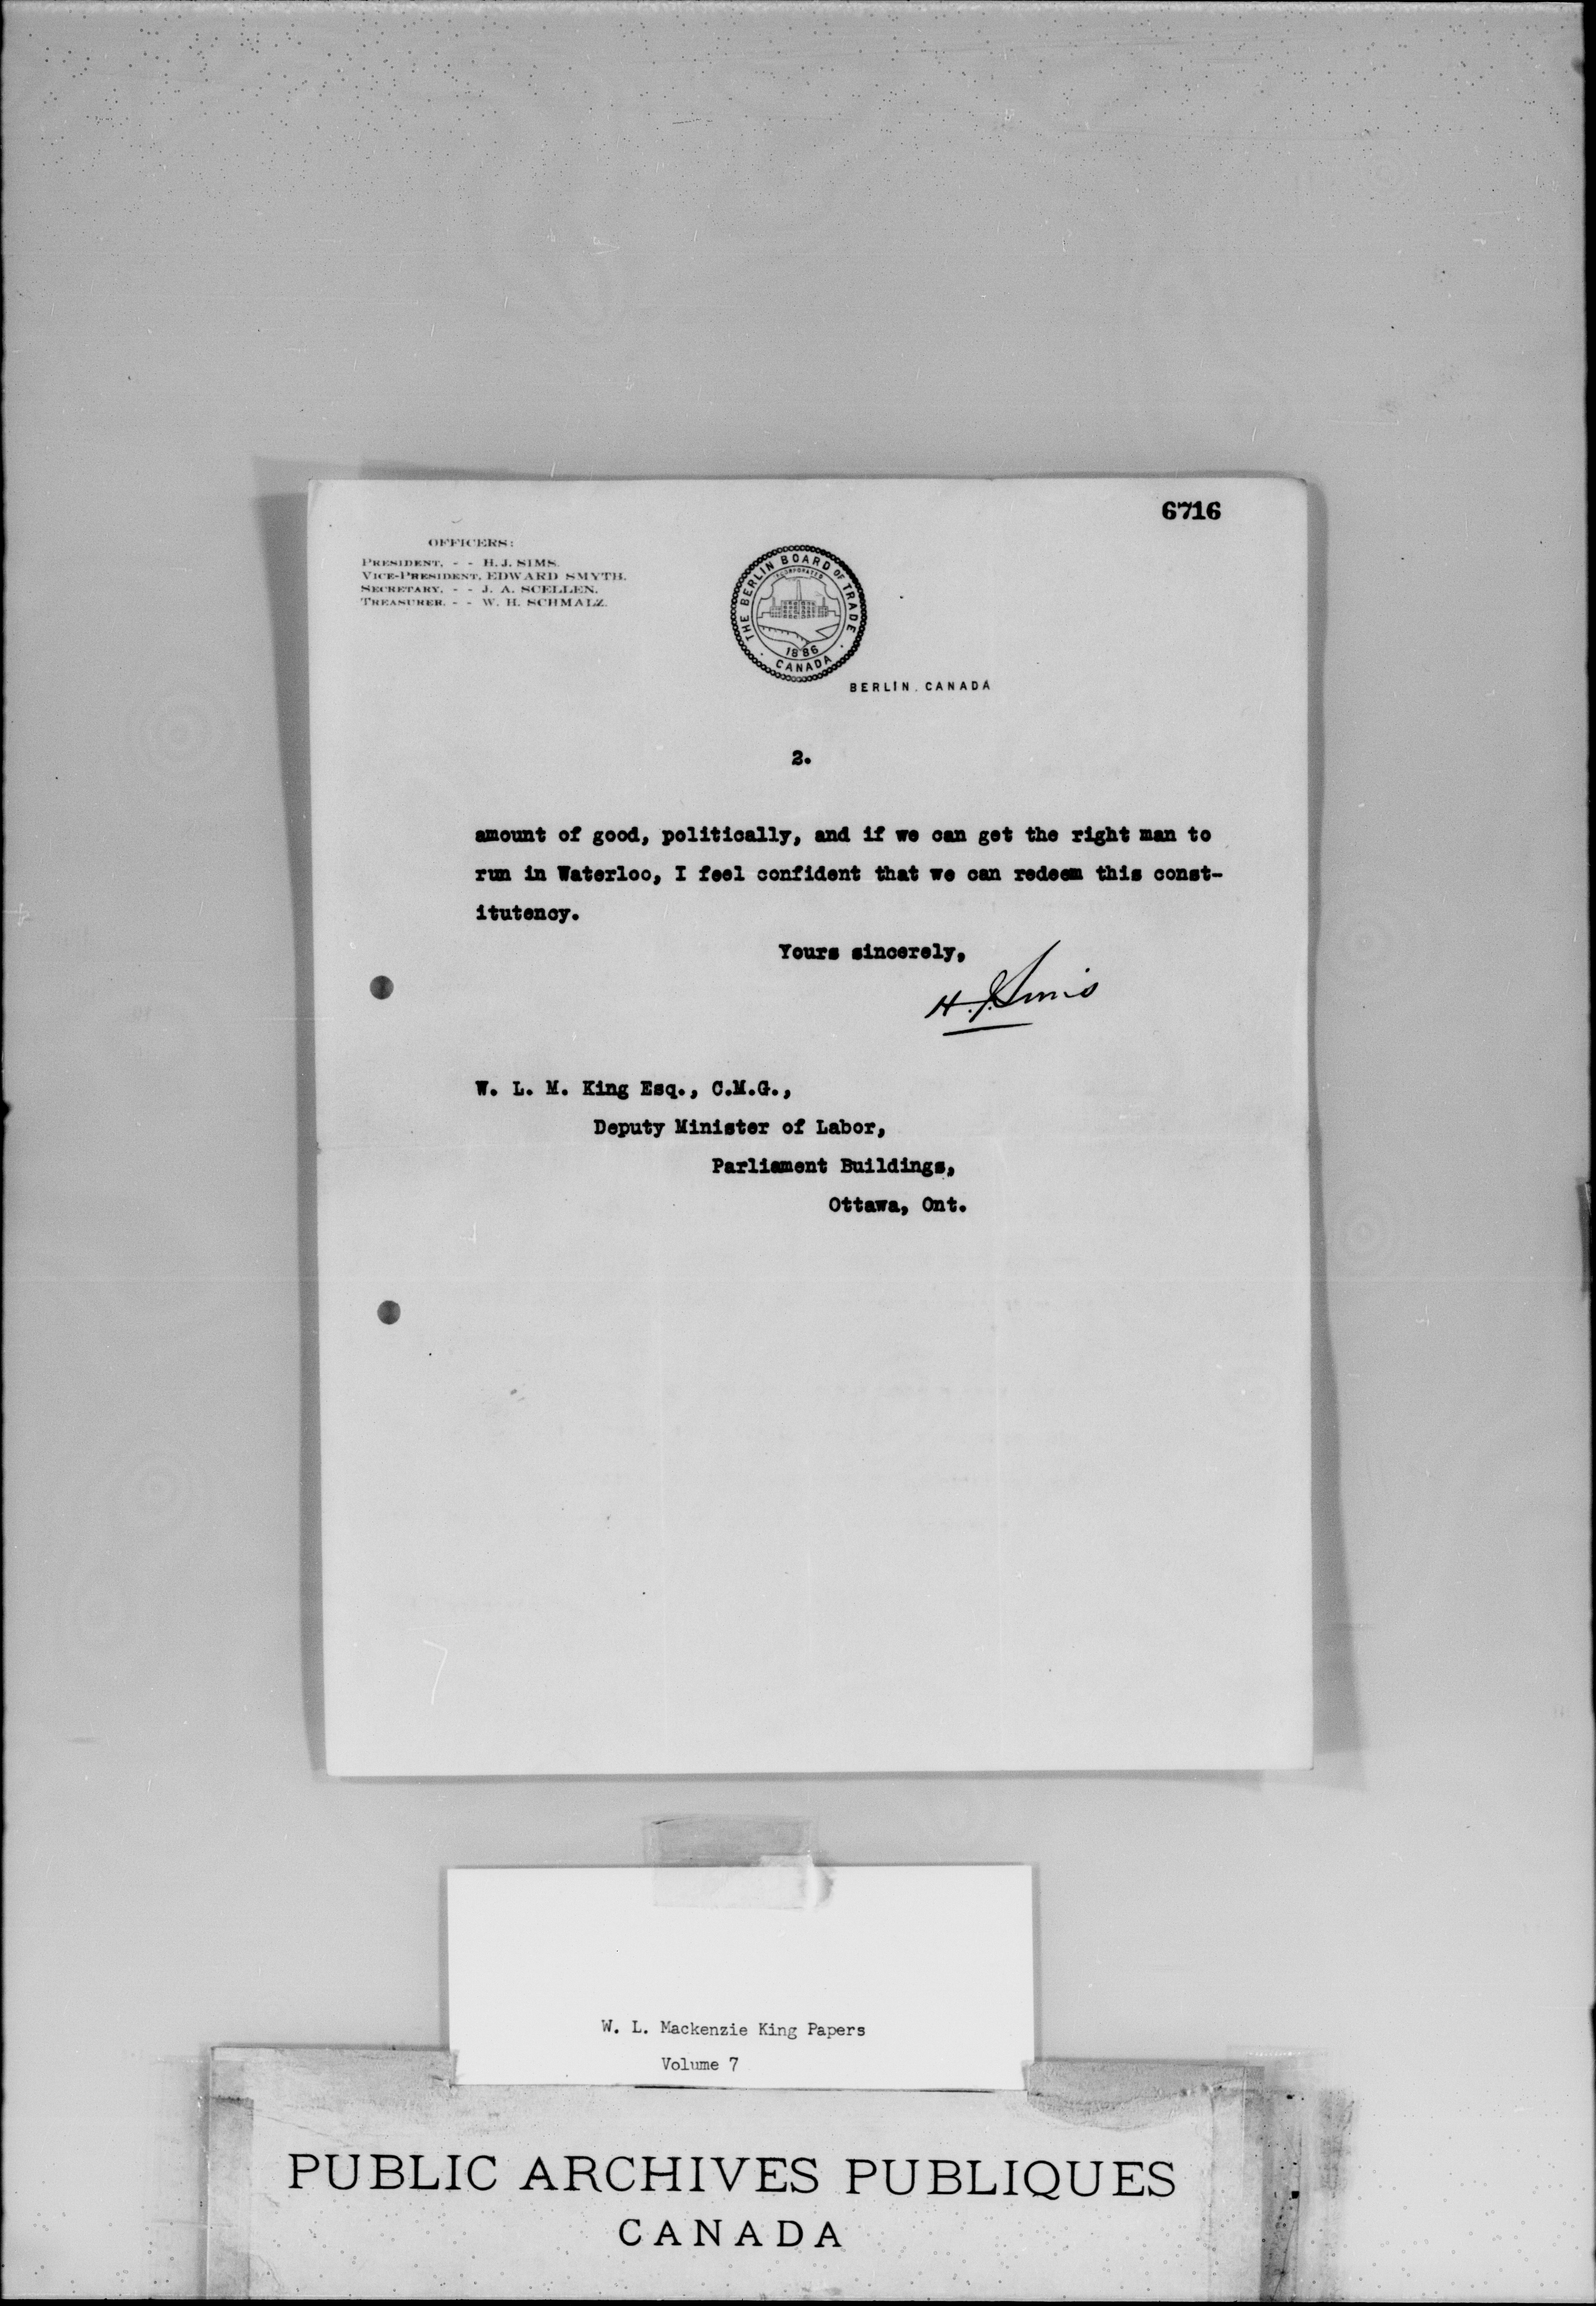 6716
OFFICERS:
PRESIDENT, - - H. J. SIMS.
VICE-PRESIDENT, EDWARD SMYTH.
SECRETARY, - - J. A. SCELLEN.
TREASURER, - - W. H. SCHMALZ.
THE BERLIN BOARD OF TRADE
INCORPORATED
1886
CANADA
BERLIN, CANADA
2.
amount of good, politically, and if we can get the right man to
run in Waterloo, I feel confident that we can redeem this const-
itutency.
Yours sincerely,
H. J. Sims
W. L. M. King Esq., C.M.G.,
Deputy Minister of Labor,
Parliament Buildings,
Ottawa, Ont.
W. L. Mackenzie King Papers
Volume 7
PUBLIC ARCHIVES PUBLIQUES
CANADA